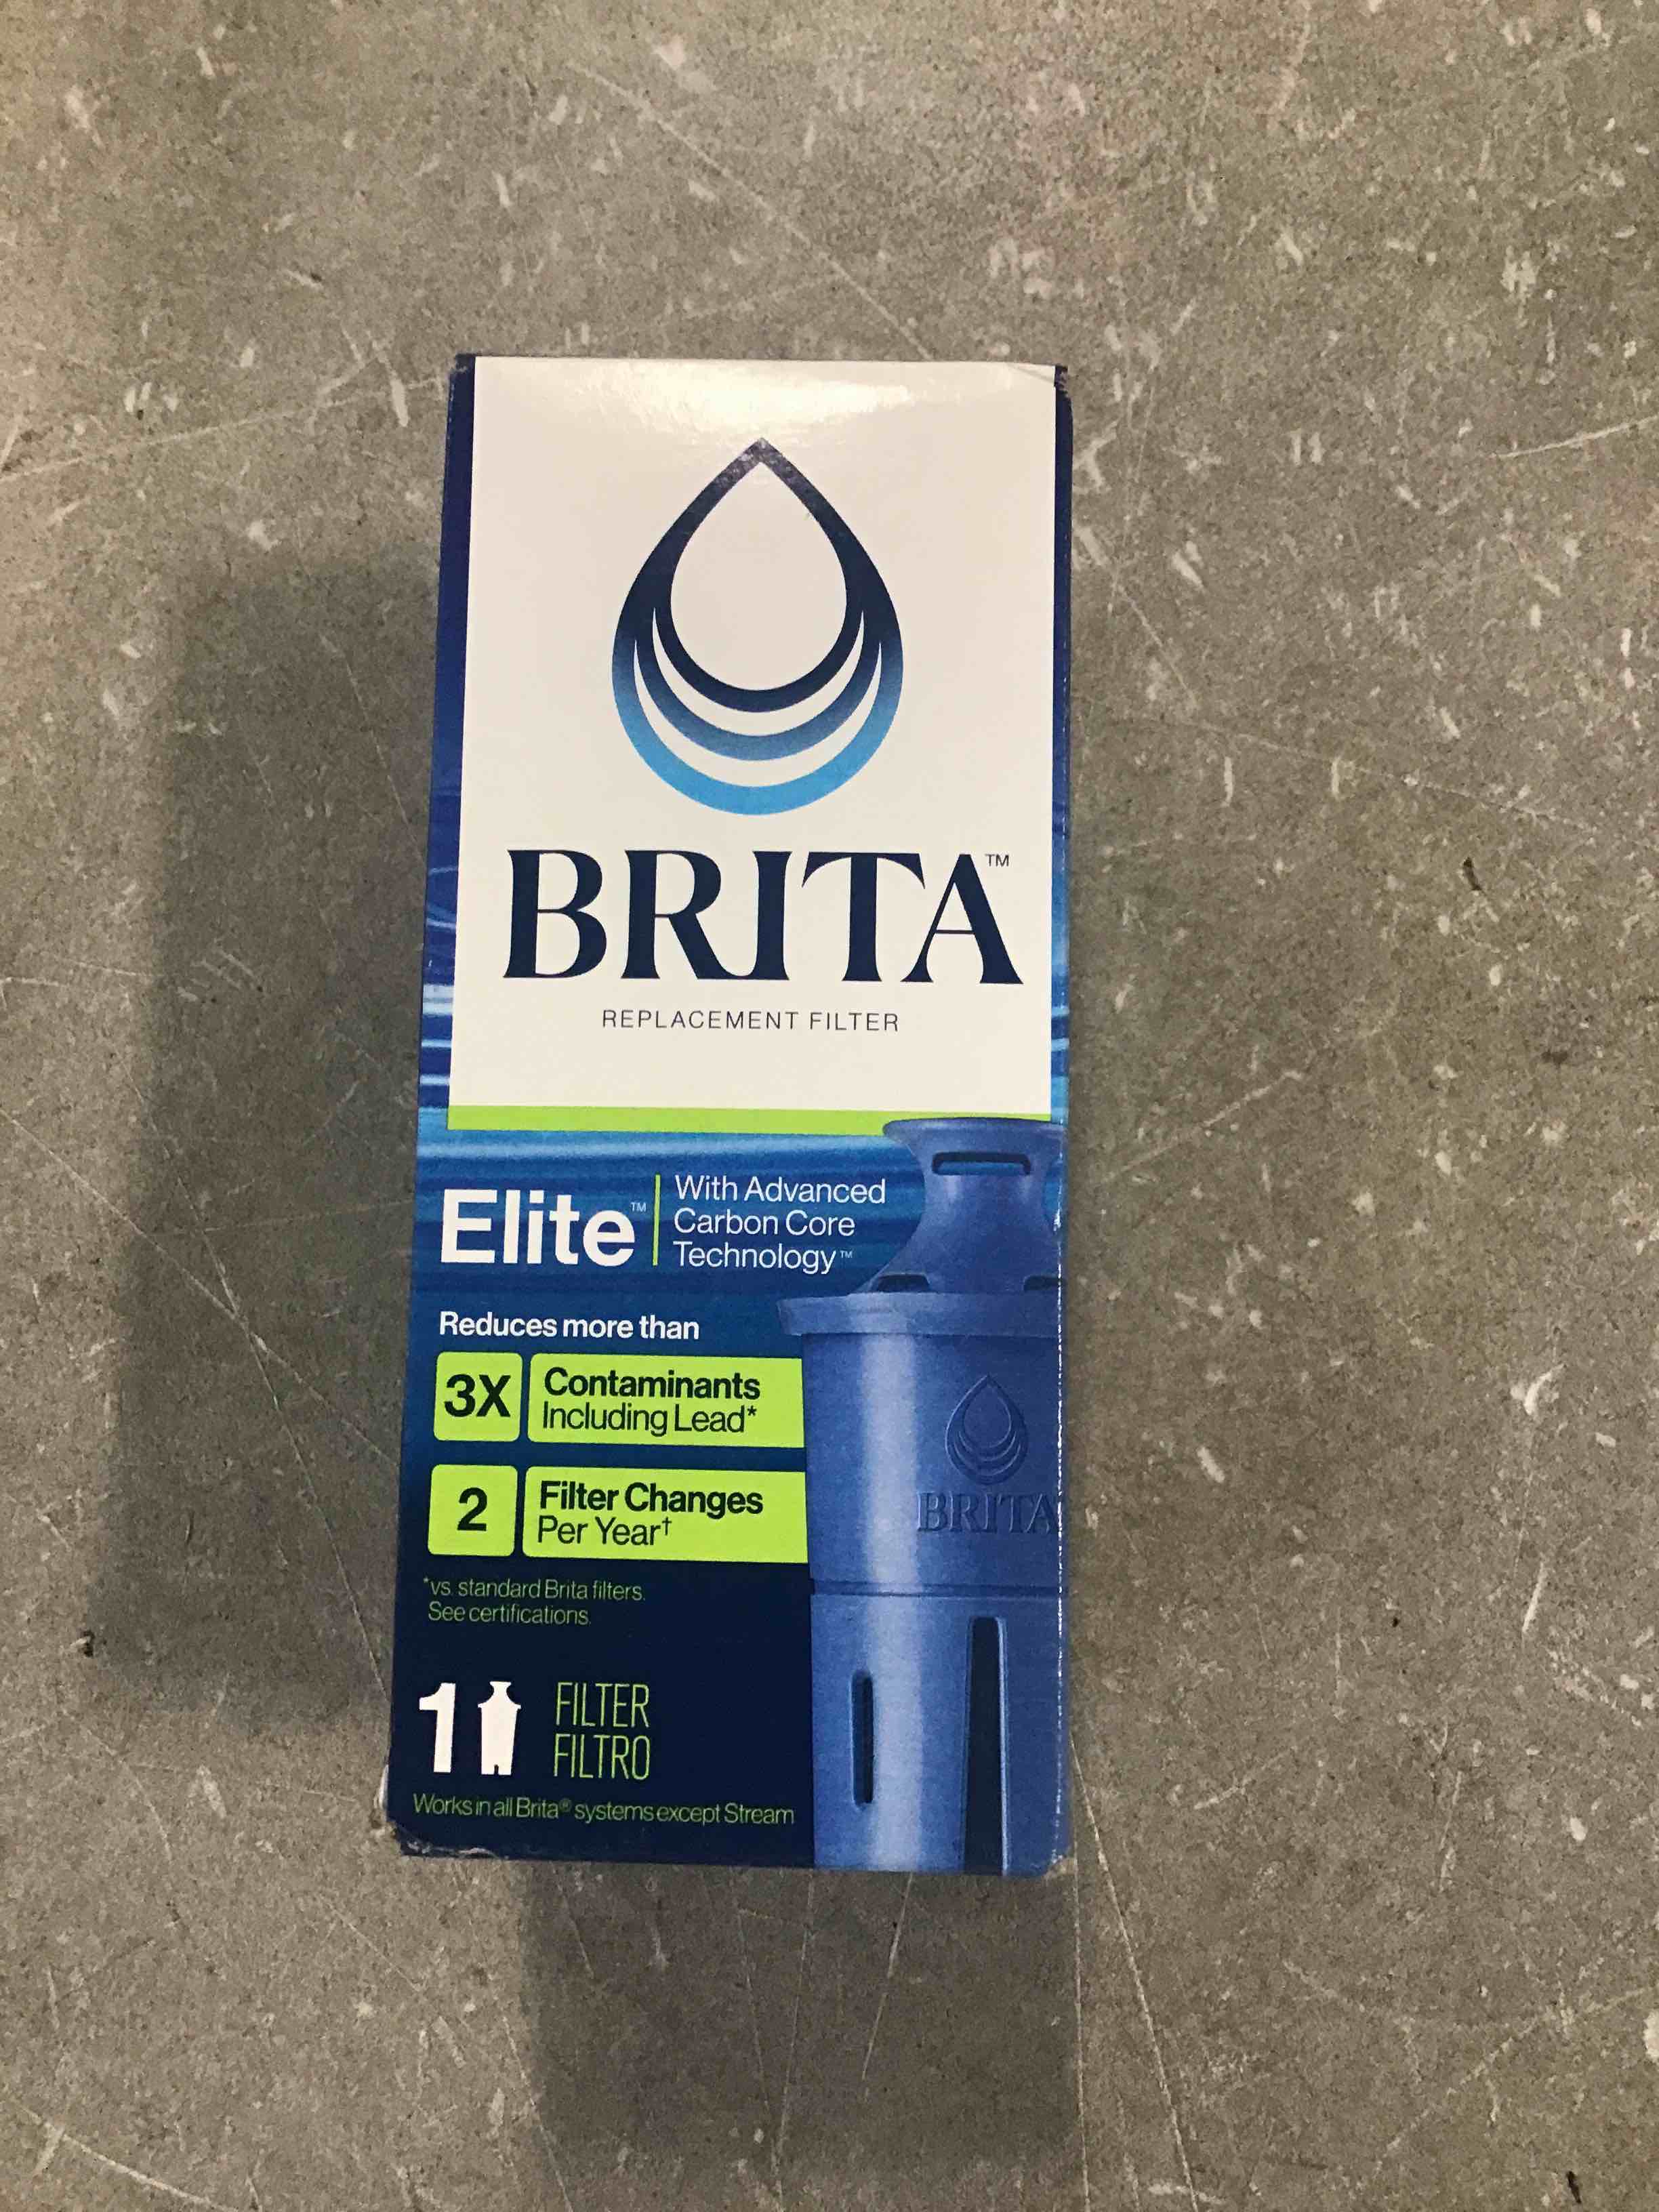 BRITA™
REPLACEMENT FILTER
Elite™
With Advanced
Carbon Core
Technology™
Reduces more than
3X
Contaminants
Including Lead*
2
Filter Changes
Per Year†
*vs. standard Brita filters.
See certifications.
1
FILTER
FILTRO
Works in all Brita® systems except Stream
BRITA